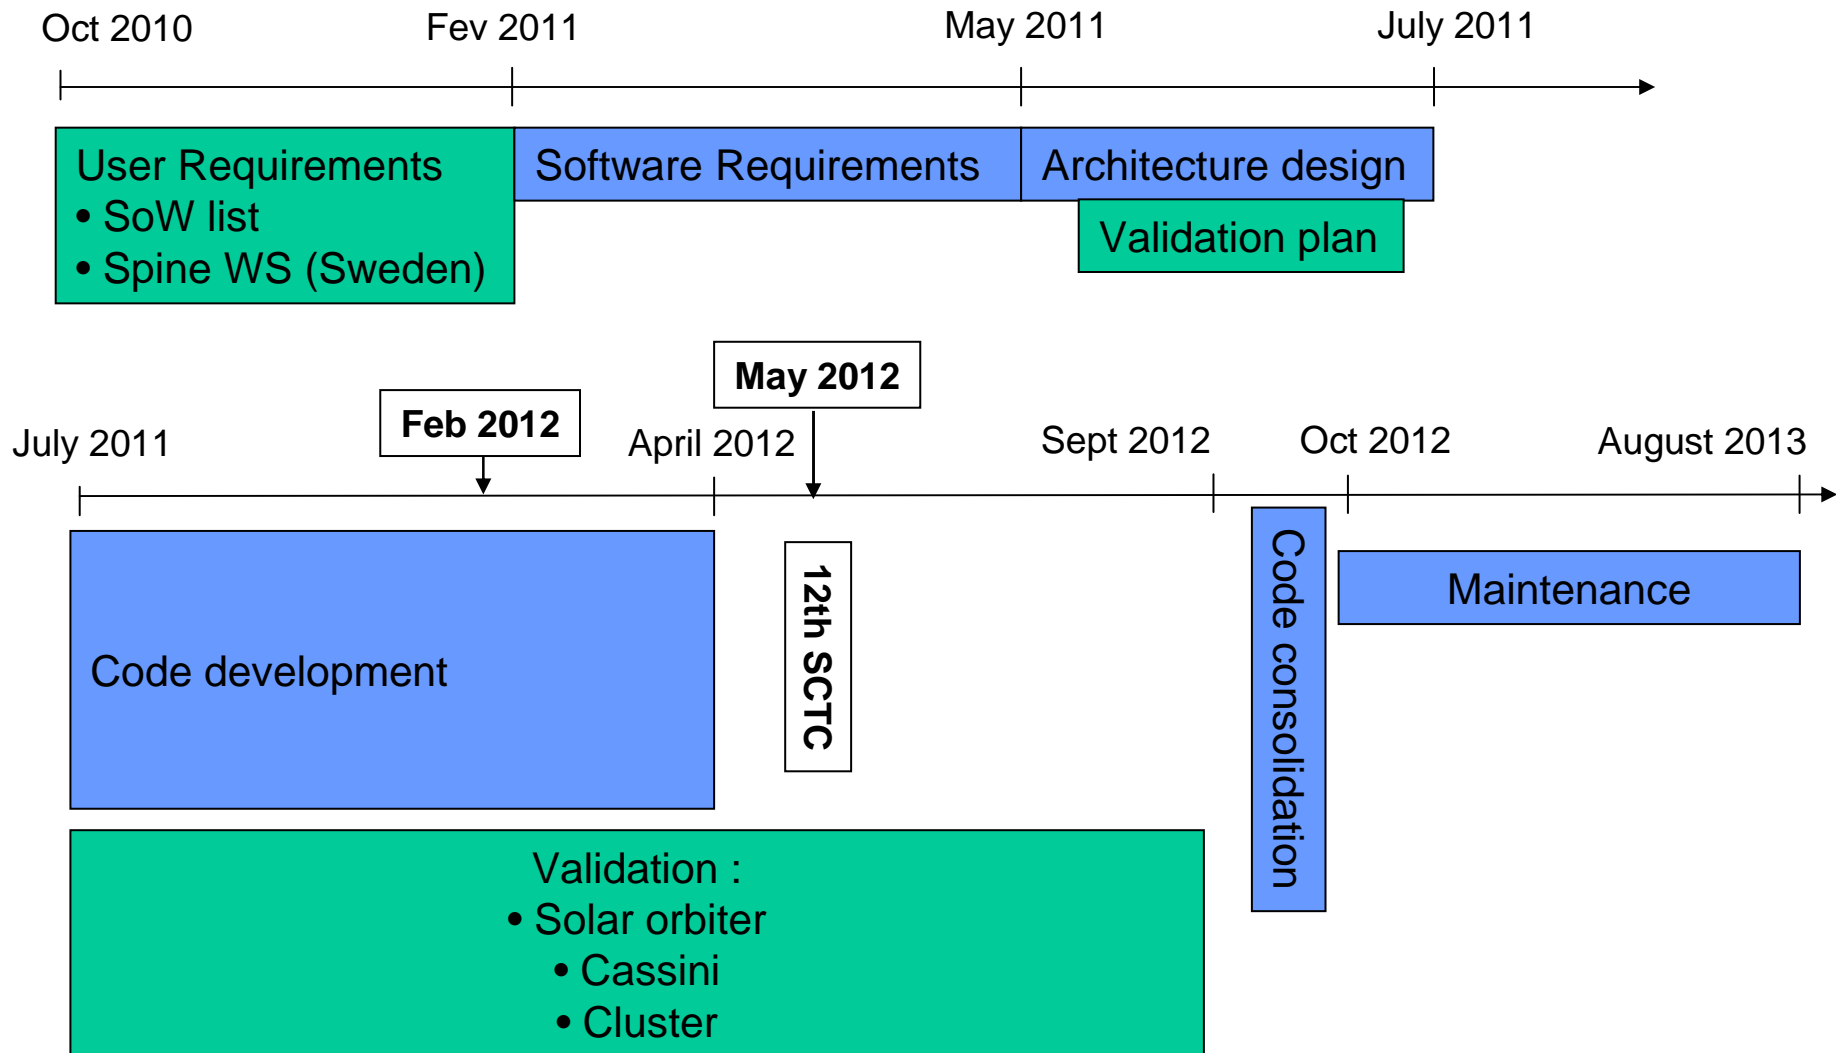 Oct 2010
Fev 2011
May 2011
July 2011
User Requirements
• SoW list
• Spine WS (Sweden)
Software Requirements
Architecture design
Validation plan
May 2012
Feb 2012
July 2011
April 2012
Sept 2012
Oct 2012
August 2013
Code development
12th SCTC
Code consolidation
Maintenance
Validation :
• Solar orbiter
• Cassini
• Cluster